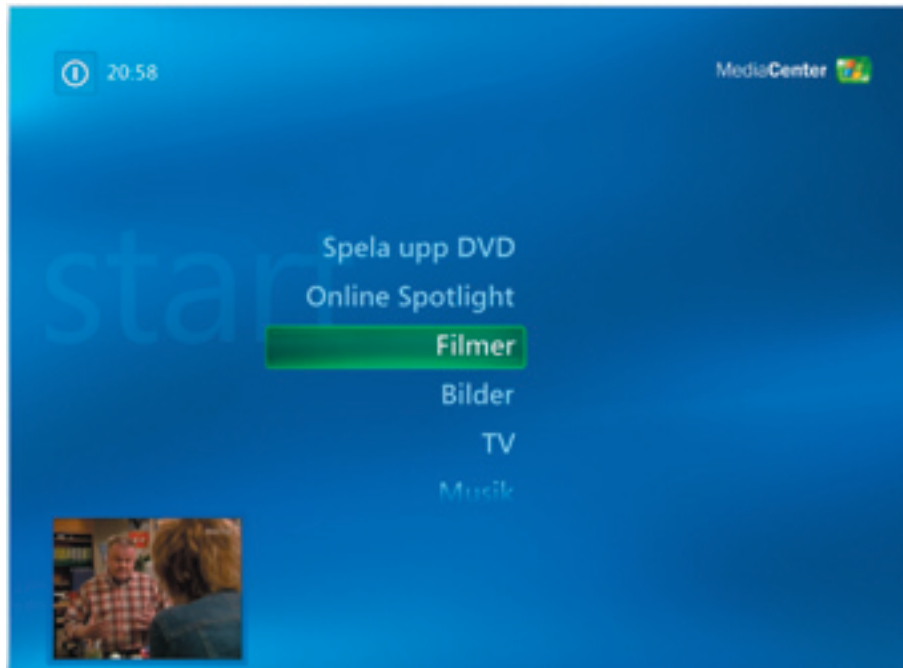 20:58
MediaCenter
start
Spela upp DVD
Online Spotlight
Filmer
Bilder
TV
Musik